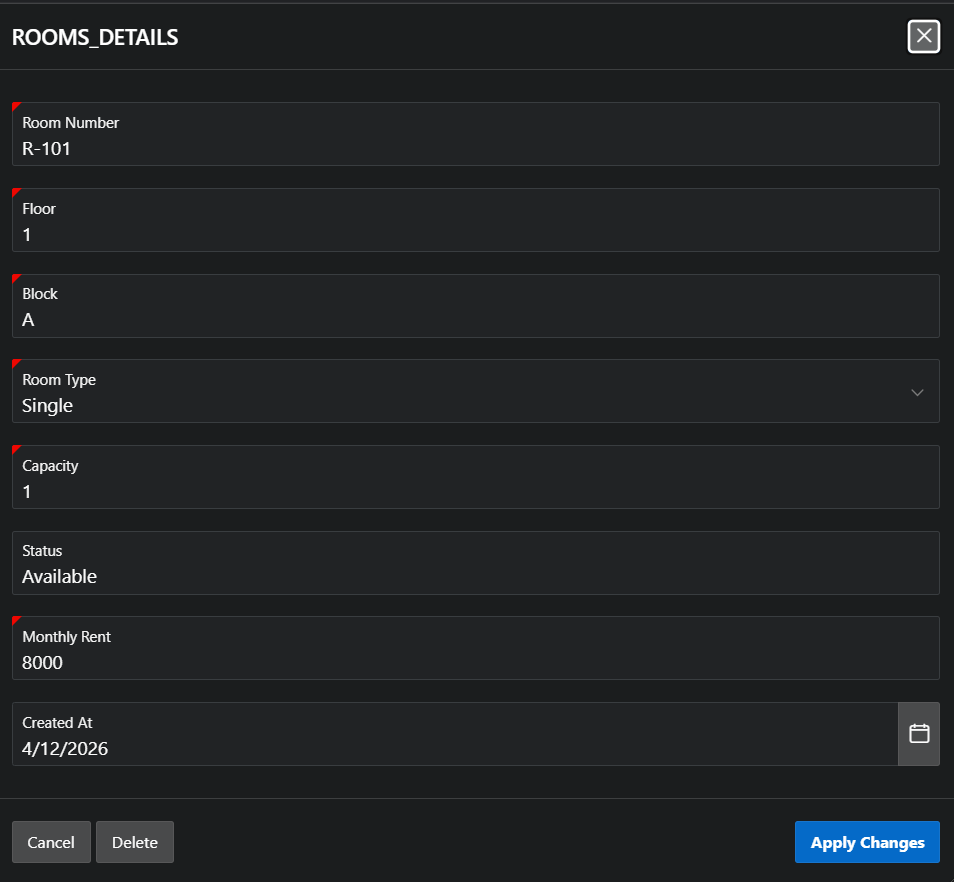 ROOMS_DETAILS
Room Number
R-101
Floor
1
Block
A
Room Type
Single
Capacity
1
Status
Available
Monthly Rent
8000
Created At
4/12/2026
Cancel
Delete
Apply Changes